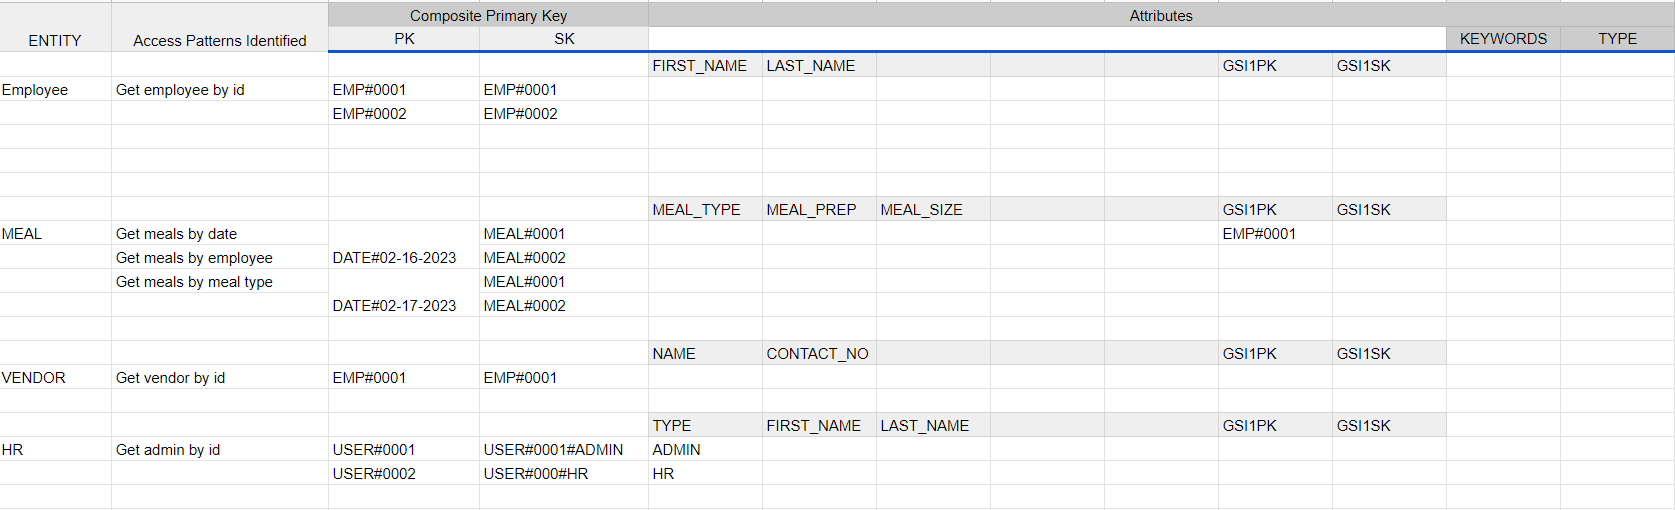 Composite Primary Key Attributes
ENTITY Access Patterns Identified PK SK KEYWORDS TYPE
FIRST_NAME LAST_NAME GSI1PK GSI1SK
Employee Get employee by id EMP#0001 EMP#0001
EMP#0002 EMP#0002
MEAL_TYPE MEAL_PREP MEAL_SIZE GSI1PK GSI1SK
MEAL Get meals by date MEAL#0001 EMP#0001
Get meals by employee DATE#02-16-2023 MEAL#0002
Get meals by meal type MEAL#0001
DATE#02-17-2023 MEAL#0002
NAME CONTACT_NO GSI1PK GSI1SK
VENDOR Get vendor by id EMP#0001 EMP#0001
TYPE FIRST_NAME LAST_NAME GSI1PK GSI1SK
HR Get admin by id USER#0001 USER#0001#ADMIN ADMIN
USER#0002 USER#000#HR HR